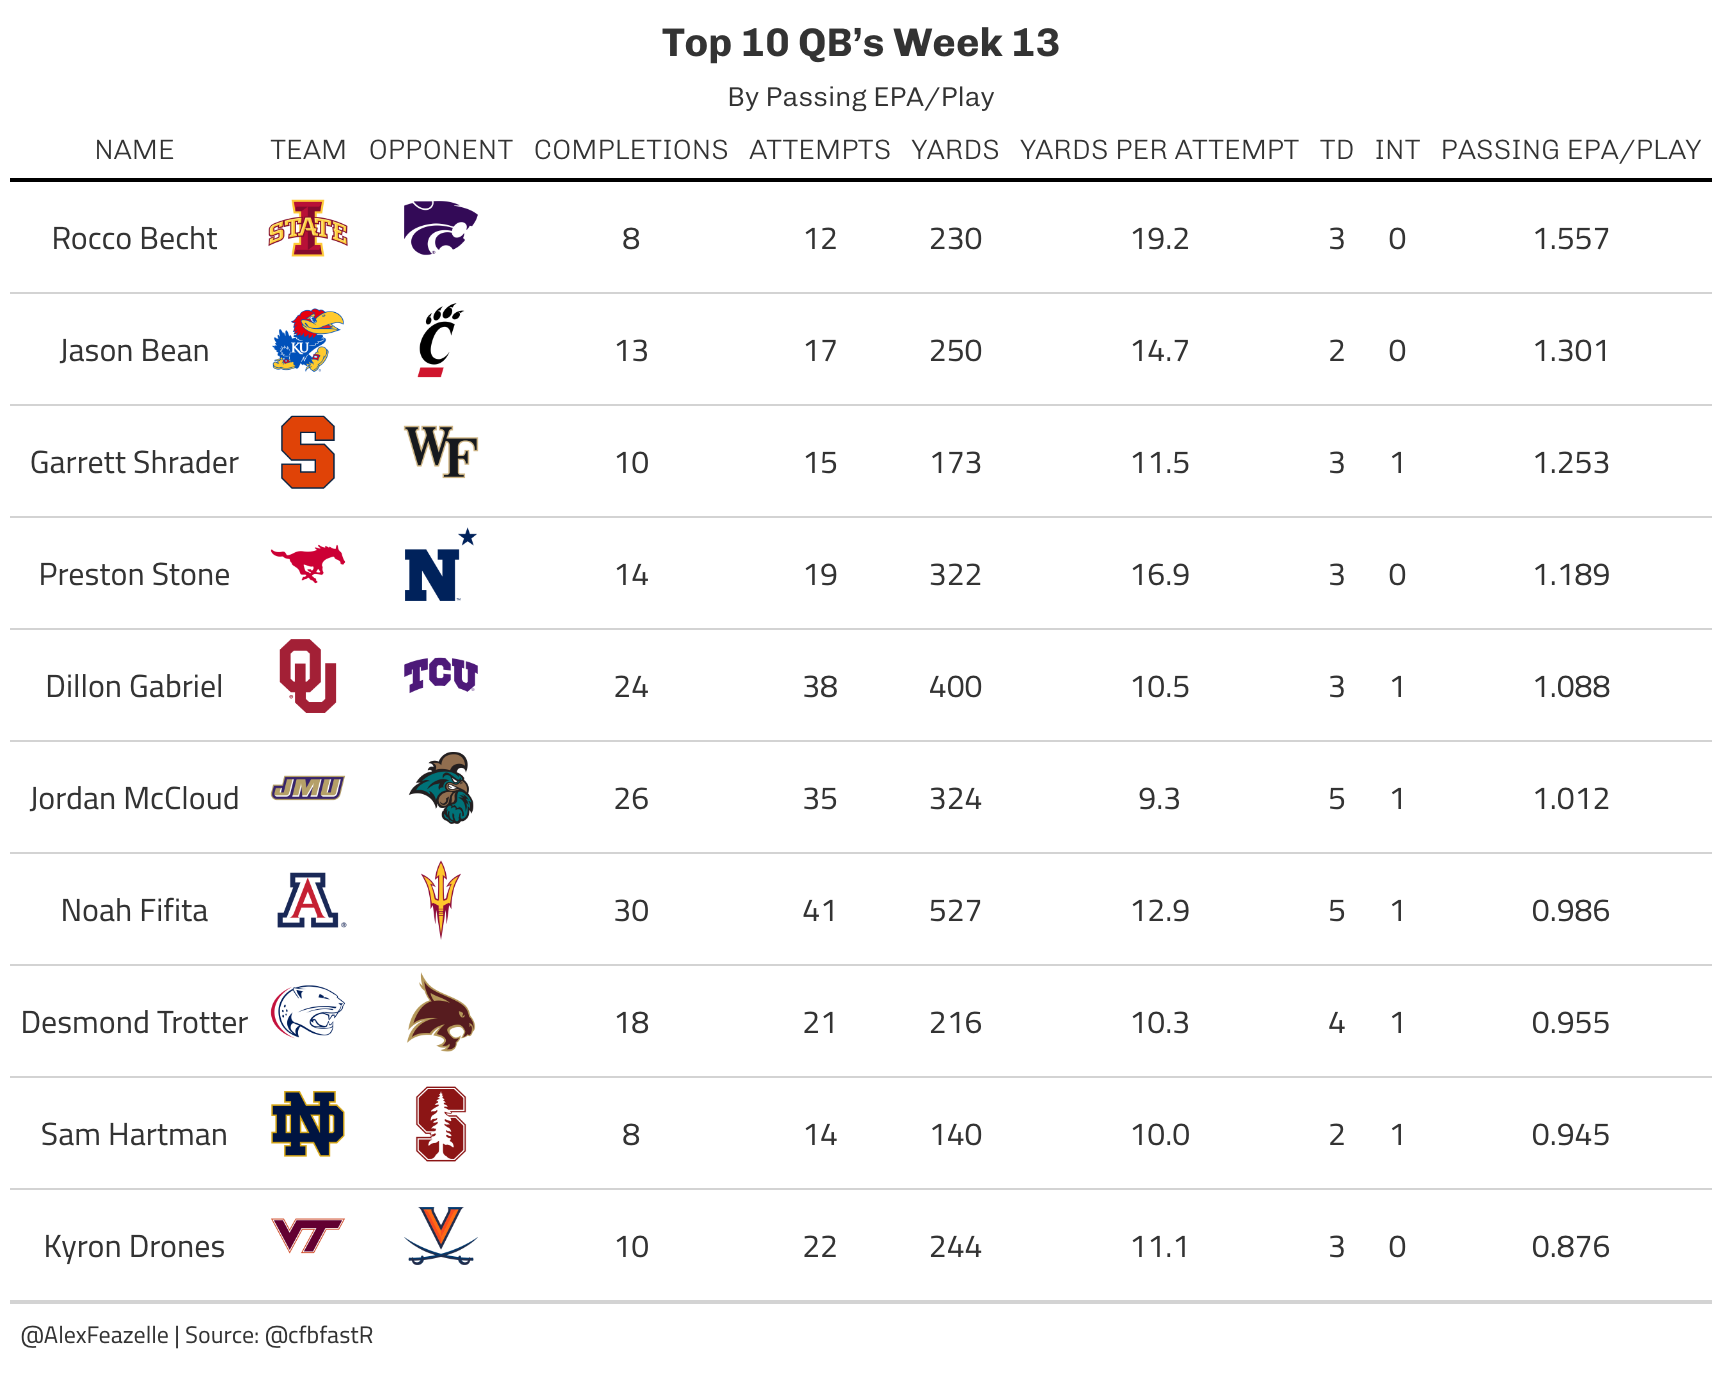 Top 10 QB’s Week 13
By Passing EPA/Play
NAME TEAM OPPONENT COMPLETIONS ATTEMPTS YARDS YARDS PER ATTEMPT TD INT PASSING EPA/PLAY
Rocco Becht STATE 8 12 230 19.2 3 0 1.557
Jason Bean KU C 13 17 250 14.7 2 0 1.301
Garrett Shrader S WF 10 15 173 11.5 3 1 1.253
Preston Stone N 14 19 322 16.9 3 0 1.189
Dillon Gabriel OU TCU 24 38 400 10.5 3 1 1.088
Jordan McCloud JMU 26 35 324 9.3 5 1 1.012
Noah Fifita A 30 41 527 12.9 5 1 0.986
Desmond Trotter 18 21 216 10.3 4 1 0.955
Sam Hartman ND S 8 14 140 10.0 2 1 0.945
Kyron Drones VT V 10 22 244 11.1 3 0 0.876
@AlexFeazelle | Source: @cfbfastR